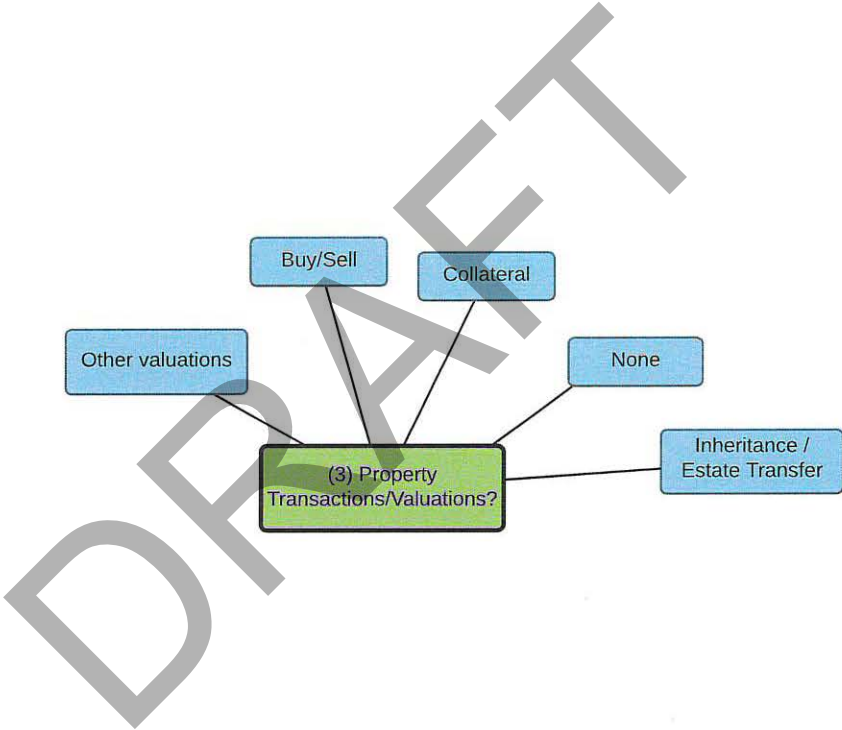 Buy/Sell
Collateral
Other valuations
None
Inheritance /
Estate Transfer
(3) Property
Transactions/Valuations?
DRAFT